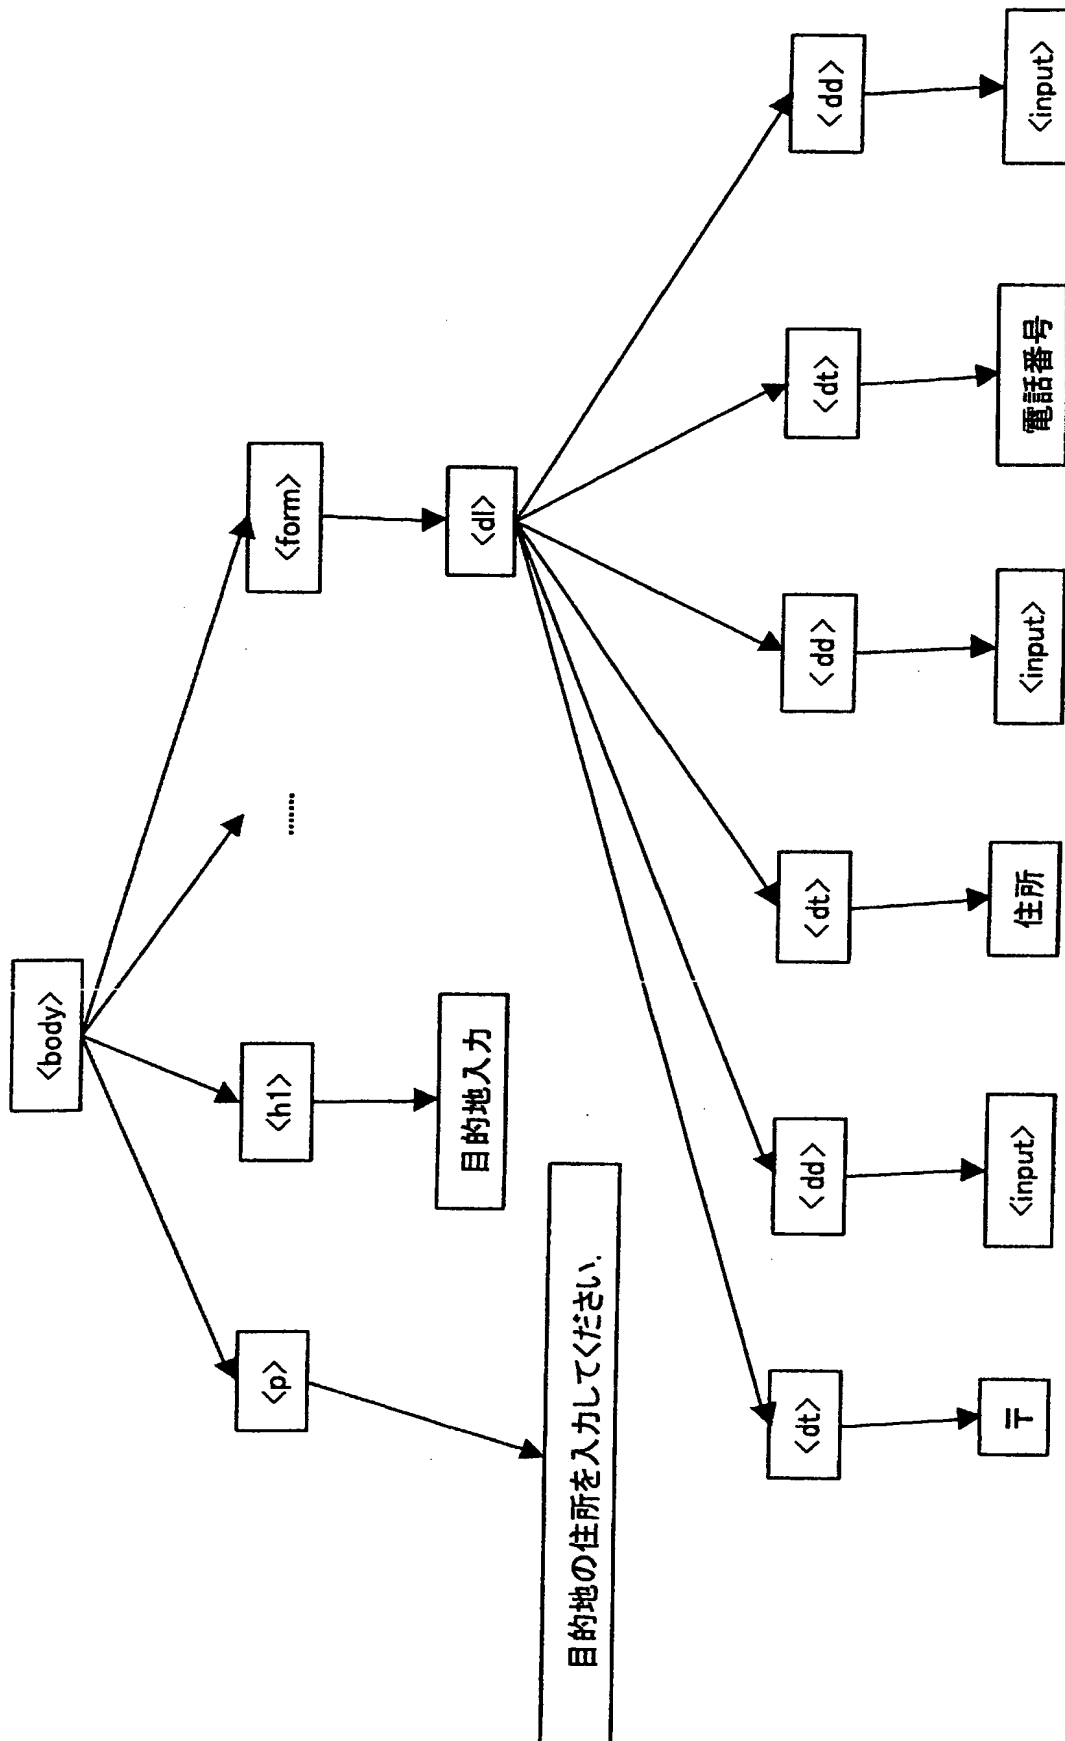 <body>
<p>
<h1>
.......
<form>
目的地入力
<dl>
目的地の住所を入力してください.
<dt>
<dd>
<dt>
<dd>
<dt>
<dd>
〒
<input>
住所
<input>
電話番号
<input>